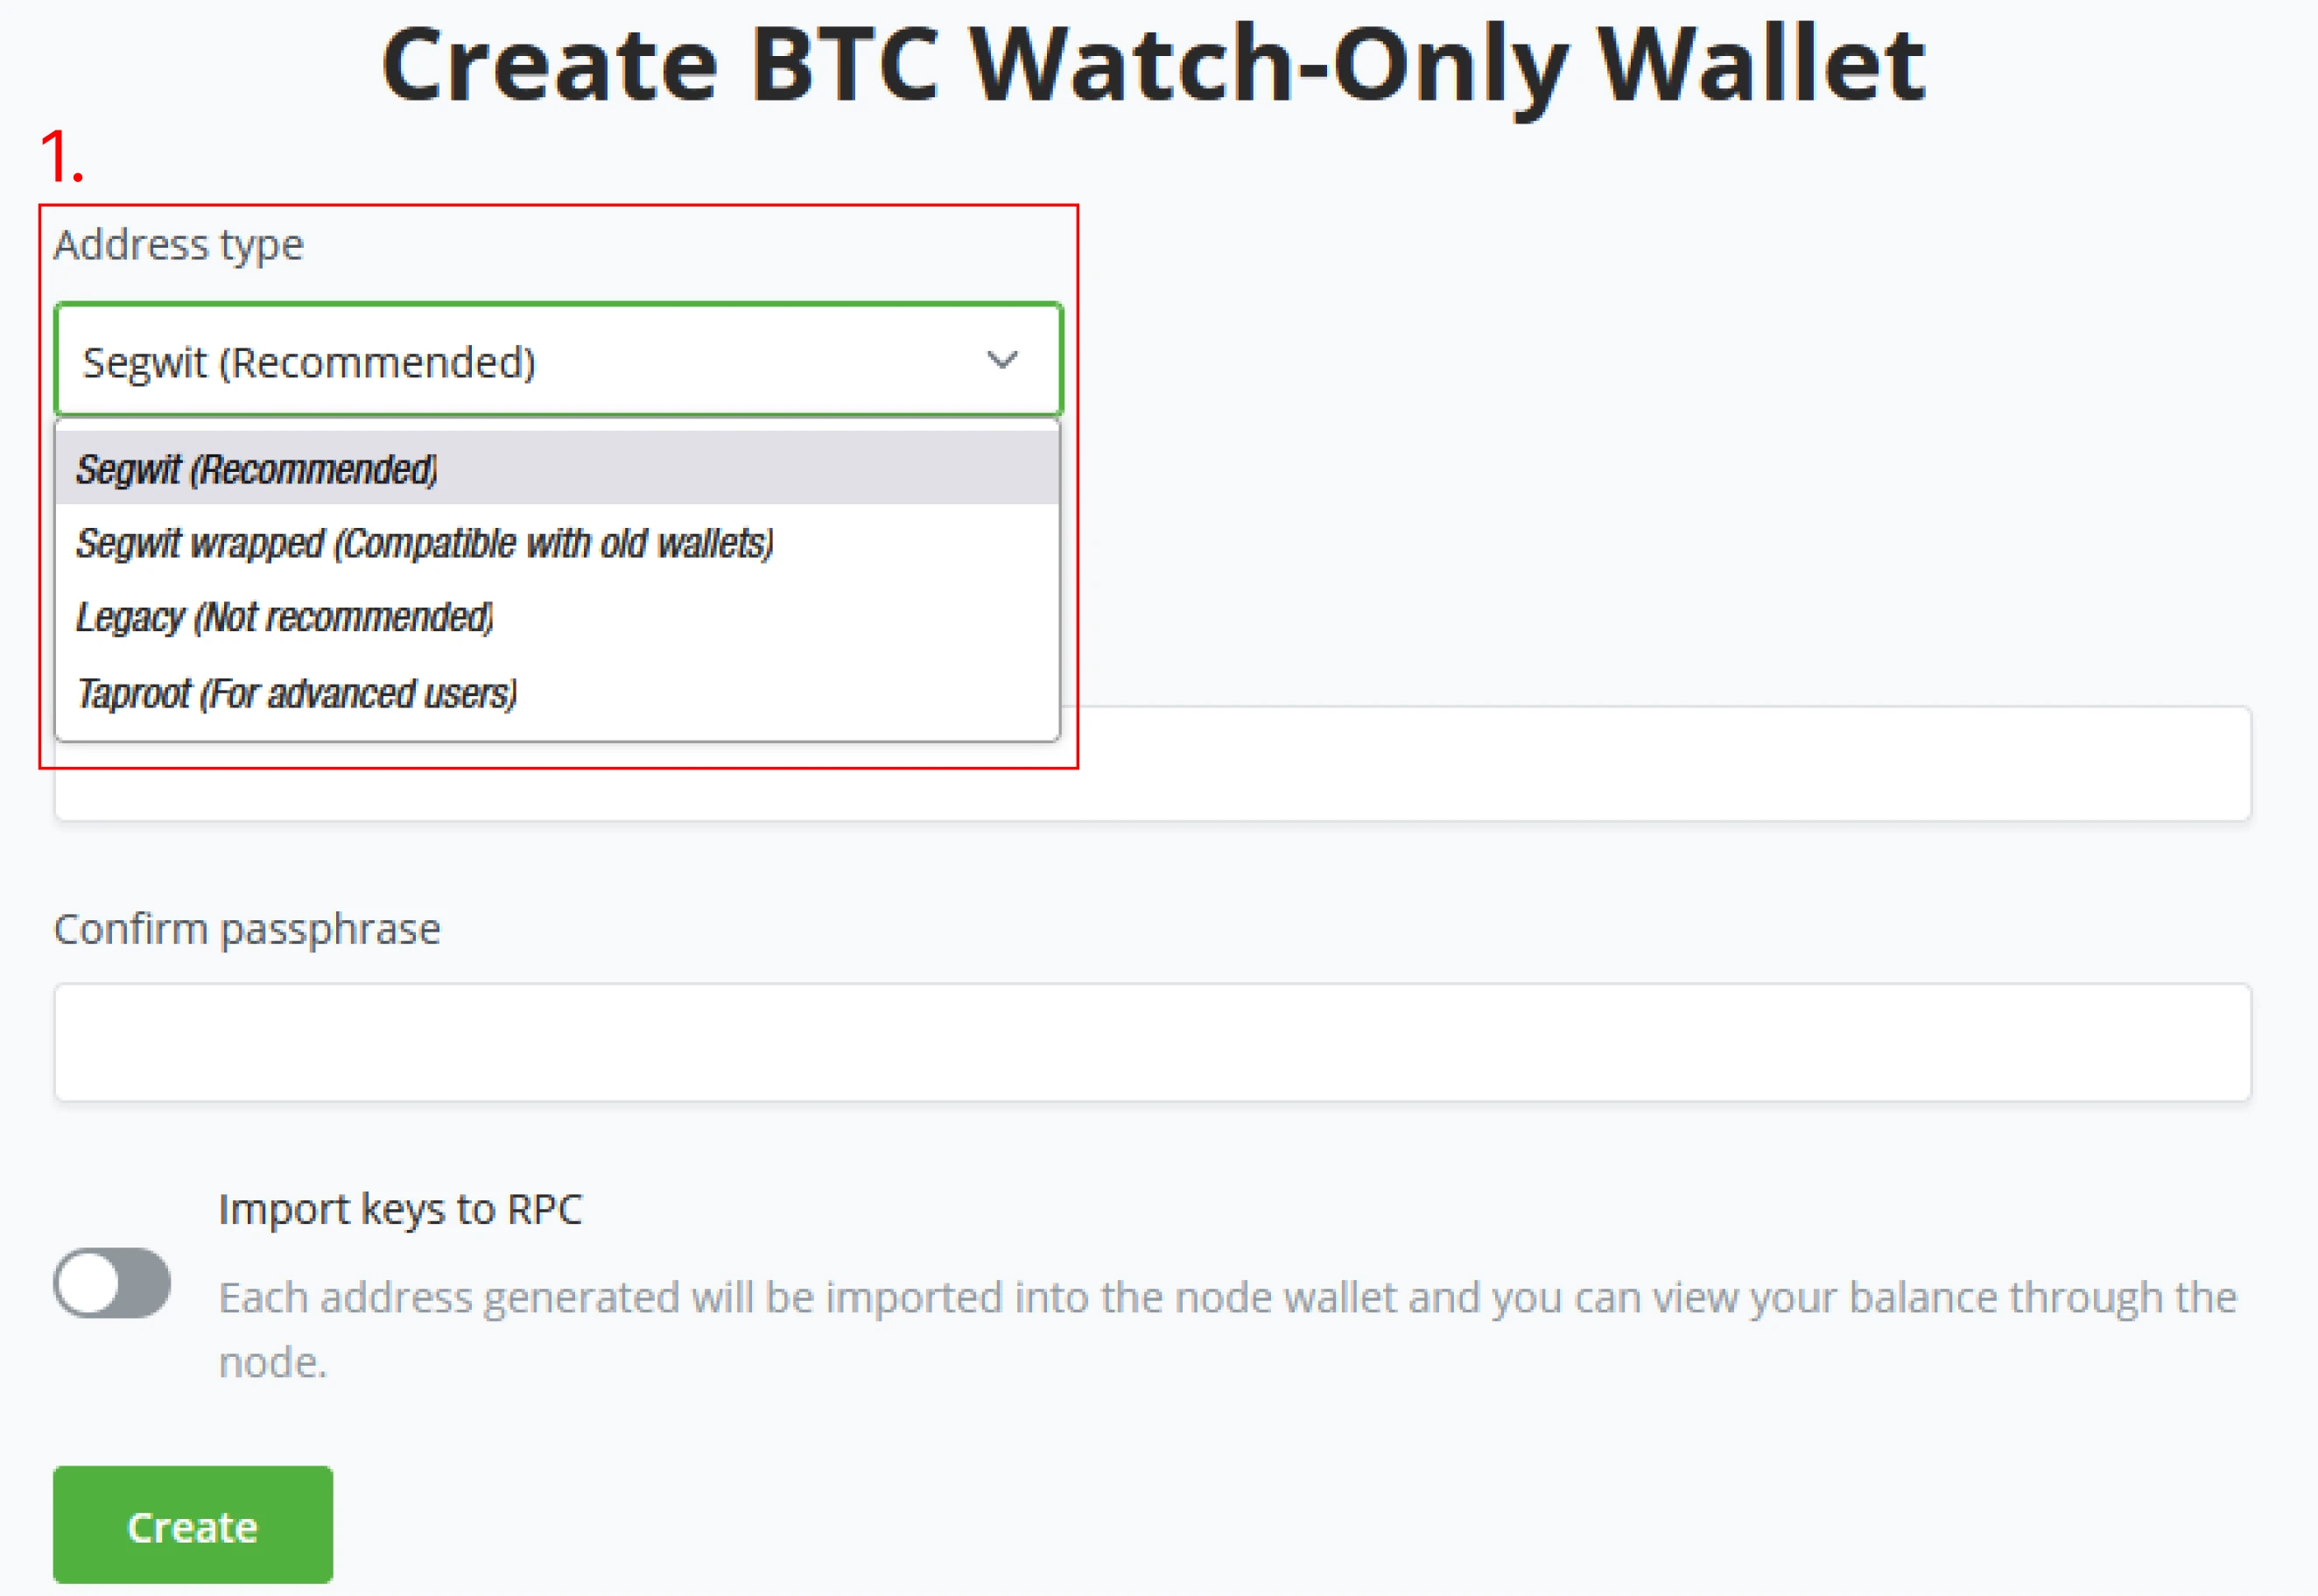 Create BTC Watch-Only Wallet
1.
Address type
Segwit (Recommended)
Segwit (Recommended)
Segwit wrapped (Compatible with old wallets)
Legacy (Not recommended)
Taproot (For advanced users)
Confirm passphrase
Import keys to RPC
Each address generated will be imported into the node wallet and you can view your balance through the
node.
Create